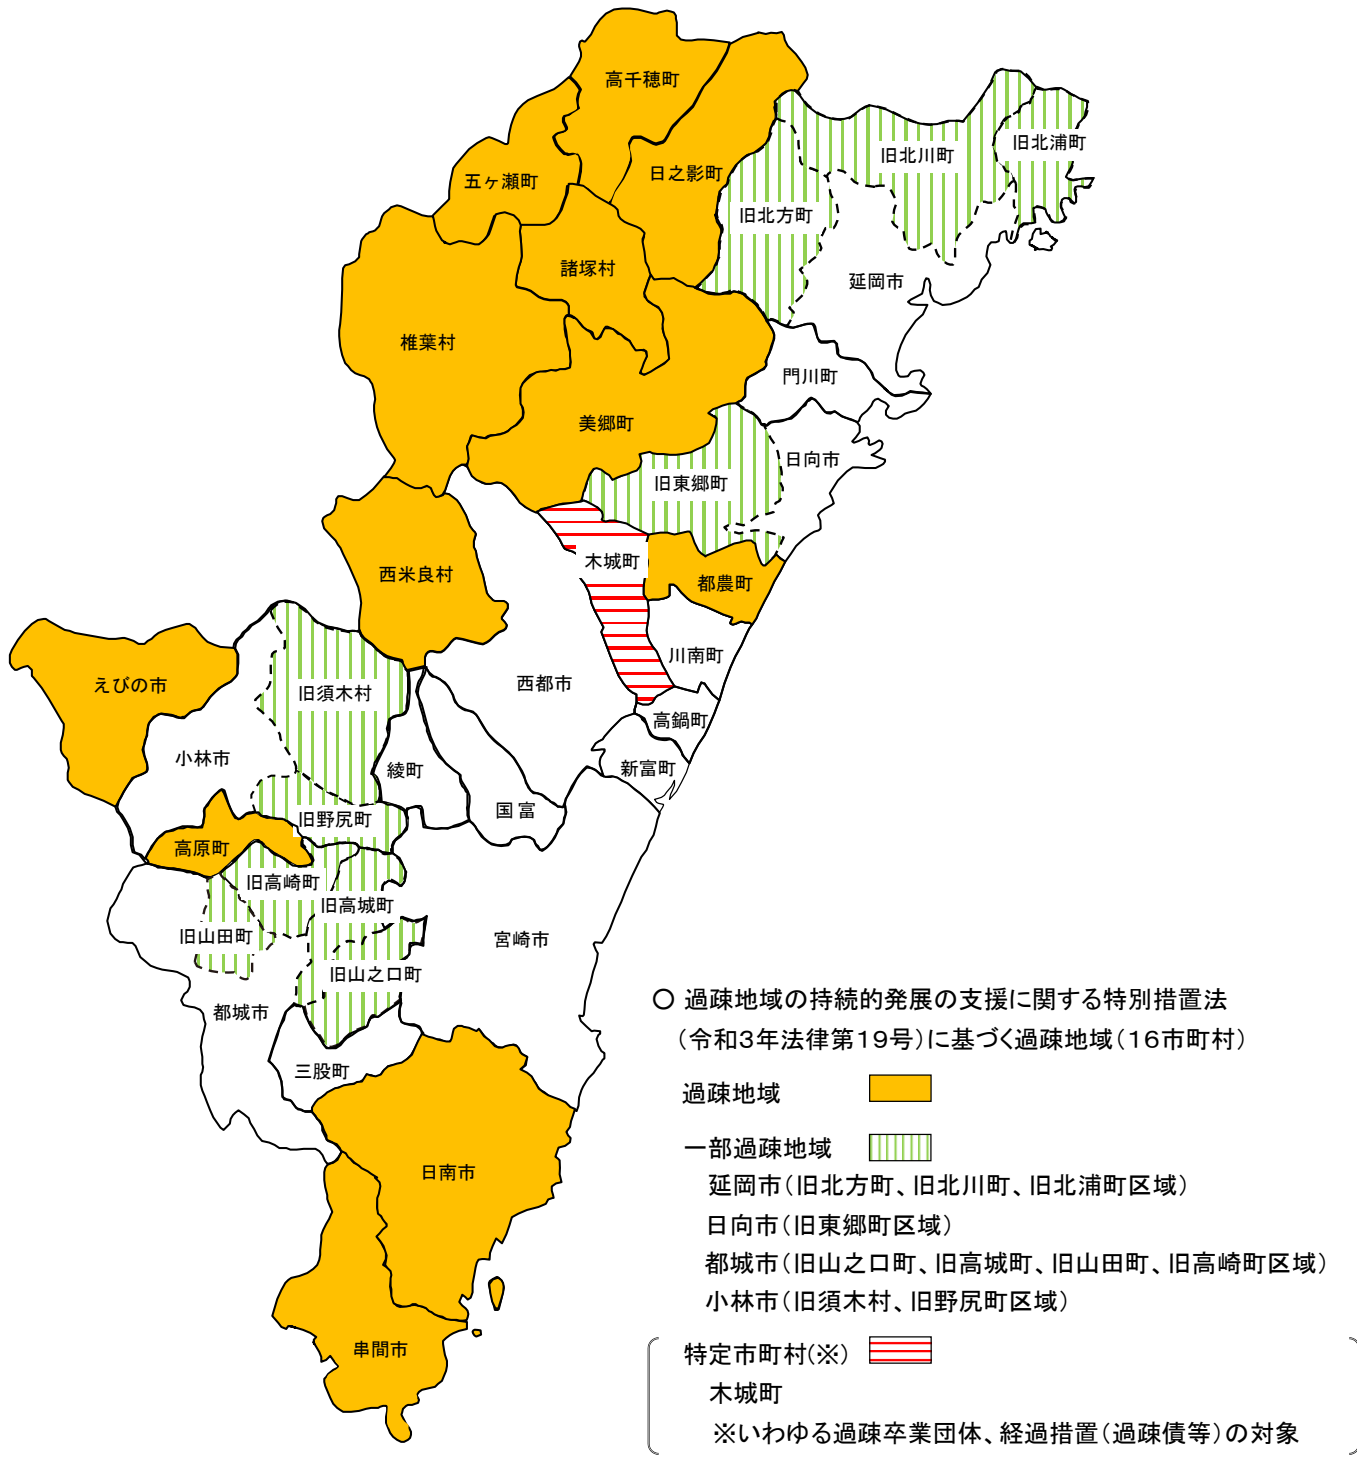 高千穂町
日之影町
五ヶ瀬町
旧北川町
旧北浦町
旧北方町
諸塚村
延岡市
椎葉村
門川町
美郷町
日向市
旧東郷町
木城町
西米良村
都農町
川南町
西都市
えびの市
旧須木村
高鍋町
小林市
綾町
新富町
国富
旧野尻町
高原町
旧高崎町
旧高城町
旧山田町
宮崎市
旧山之口町
都城市
三股町
日南市
串間市
○ 過疎地域の持続的発展の支援に関する特別措置法
（令和3年法律第19号）に基づく過疎地域（16市町村）
過疎地域
一部過疎地域
延岡市（旧北方町、旧北川町、旧北浦町区域）
日向市（旧東郷町区域）
都城市（旧山之口町、旧高城町、旧山田町、旧高崎町区域）
小林市（旧須木村、旧野尻町区域）
特定市町村(※)
木城町
※いわゆる過疎卒業団体、経過措置（過疎債等）の対象